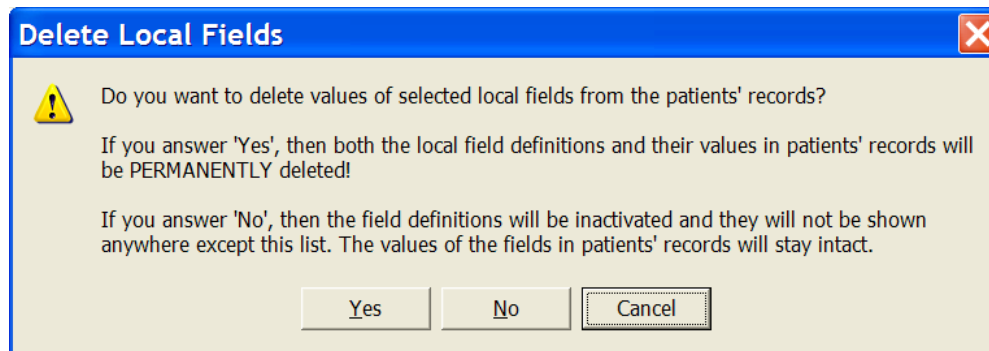 Delete Local Fields
Do you want to delete values of selected local fields from the patients' records?
If you answer 'Yes', then both the local field definitions and their values in patients' records will
be PERMANENTLY deleted!
If you answer 'No', then the field definitions will be inactivated and they will not be shown
anywhere except this list. The values of the fields in patients' records will stay intact.
Yes No Cancel